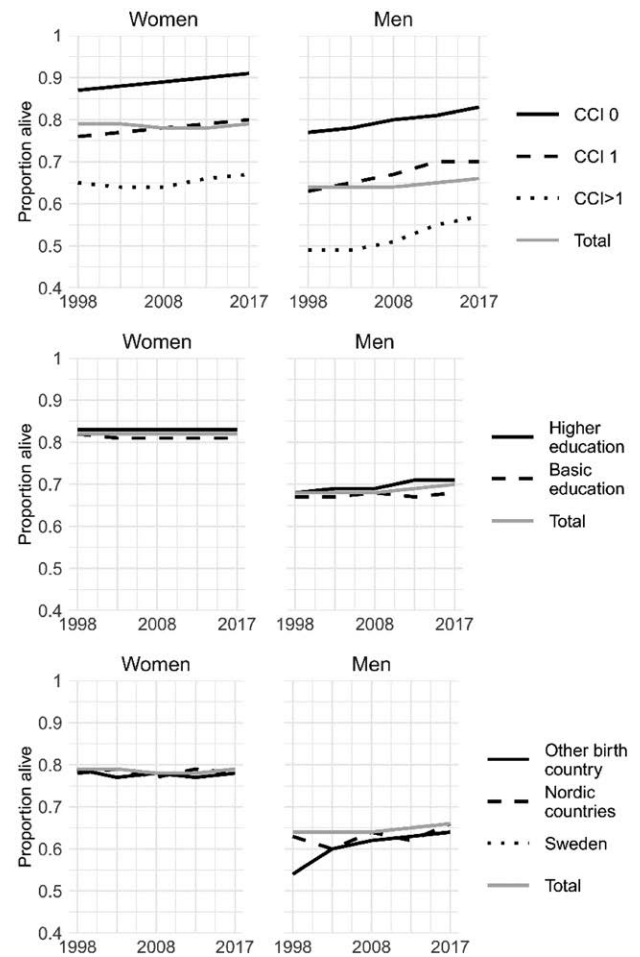 Women Men
Proportion alive
1
0.9
0.8
0.7
0.6
0.5
0.4
1998 2008 2017 1998 2008 2017
CCI 0
CCI 1
CCI>1
Total
Women Men
Proportion alive
1
0.9
0.8
0.7
0.6
0.5
0.4
1998 2008 2017 1998 2008 2017
Higher
education
Basic
education
Total
Women Men
Proportion alive
1
0.9
0.8
0.7
0.6
0.5
0.4
1998 2008 2017 1998 2008 2017
Other birth
country
Nordic
countries
Sweden
Total